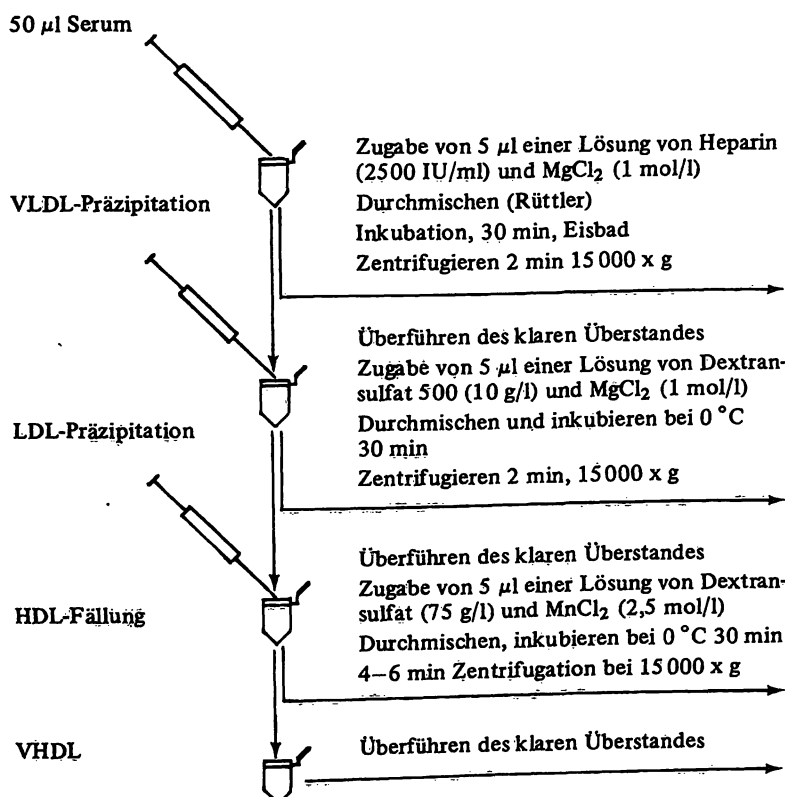 50 µl Serum
Zugabe von 5 µl einer Lösung von Heparin
(2500 IU/ml) und MgCl₂ (1 mol/l)
VLDL-Präzipitation
Durchmischen (Rüttler)
Inkubation, 30 min, Eisbad
Zentrifugieren 2 min 15 000 x g
Überführen des klaren Überstandes
Zugabe von 5 µl einer Lösung von Dextran-
sulfat 500 (10 g/l) und MgCl₂ (1 mol/l)
LDL-Präzipitation
Durchmischen und inkubieren bei 0 °C
30 min
Zentrifugieren 2 min, 15000 x g
Überführen des klaren Überstandes
Zugabe von 5 µl einer Lösung von Dextran-
sulfat (75 g/l) und MnCl₂ (2,5 mol/l)
HDL-Fällung
Durchmischen, inkubieren bei 0 °C 30 min
4–6 min Zentrifugation bei 15 000 x g
VHDL
Überführen des klaren Überstandes